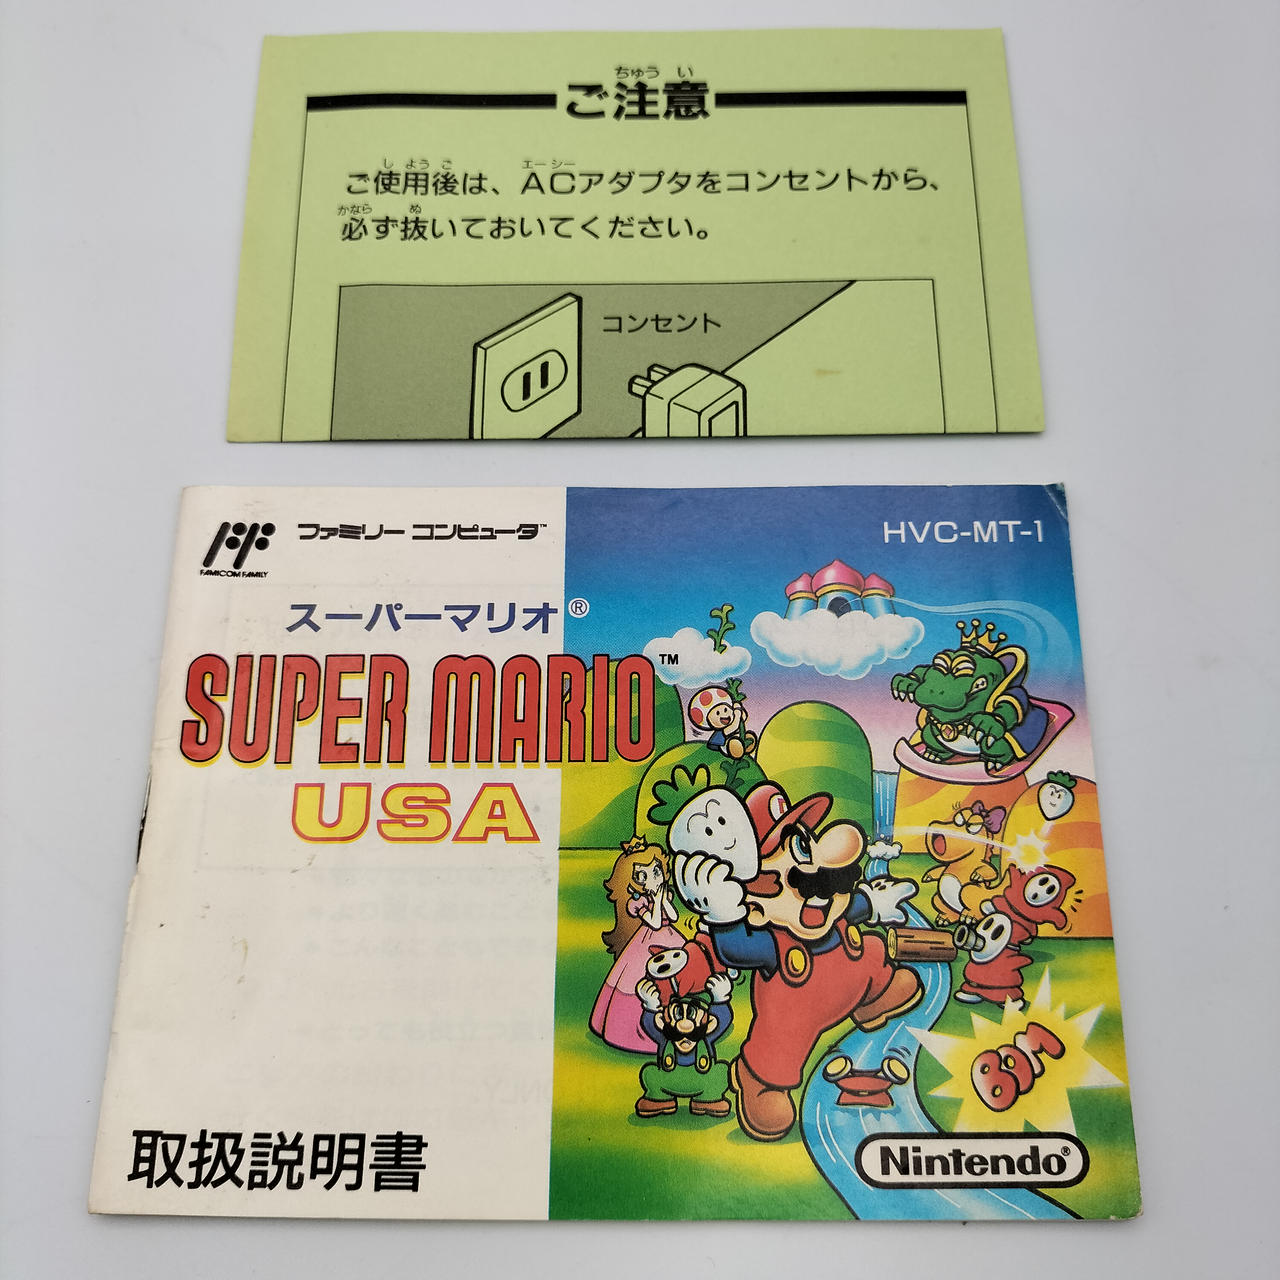 ちゅうい
ご注意
しようご エーシー
ご使用後は、ACアダプタをコンセントから、
かなら ぬ
必ず抜いておいてください。
コンセント
FAMICOM FAMILY
ファミリー コンピュータ™
HVC-MT-1
スーパーマリオ®
SUPER MARIO™
USA
BOM
取扱説明書
Nintendo®